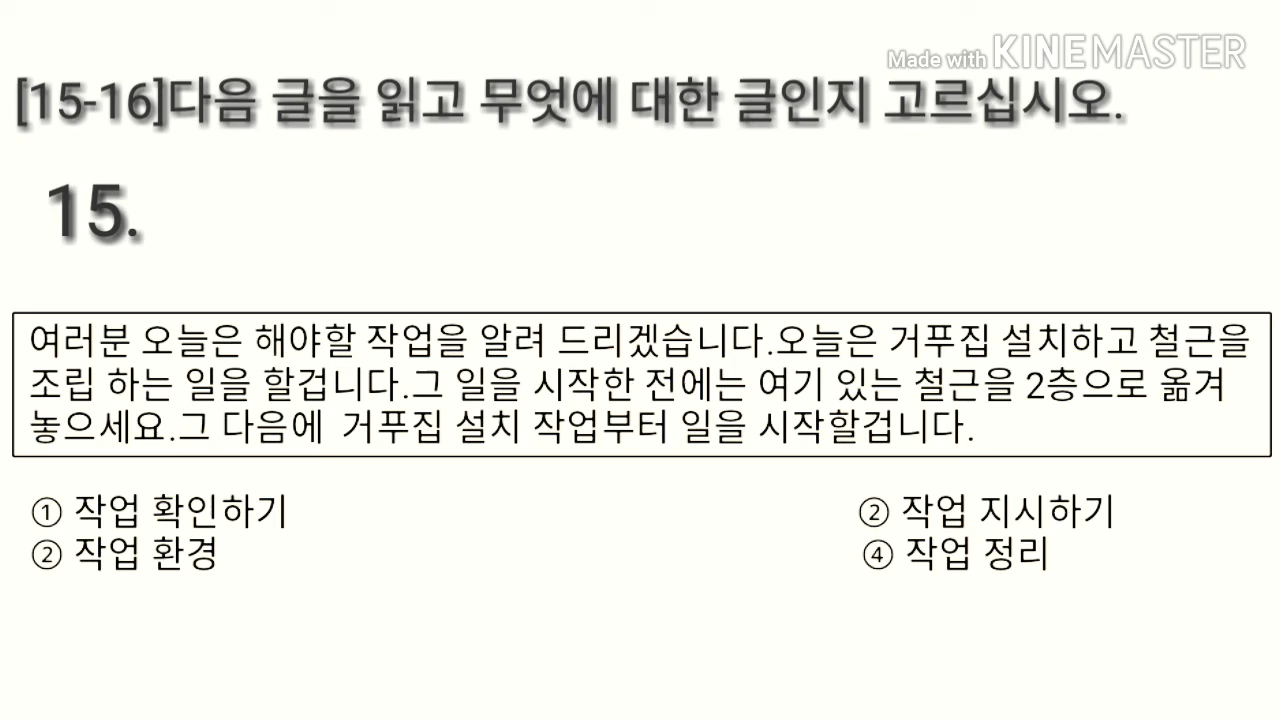 Made with KINEMASTER
[15-16]다음 글을 읽고 무엇에 대한 글인지 고르십시오.
15.
여러분 오늘은 해야할 작업을 알려 드리겠습니다.오늘은 거푸집 설치하고 철근을
조립 하는 일을 할겁니다.그 일을 시작한 전에는 여기 있는 철근을 2층으로 옮겨
놓으세요.그 다음에 거푸집 설치 작업부터 일을 시작할겁니다.
① 작업 확인하기 ② 작업 지시하기
② 작업 환경 ④ 작업 정리